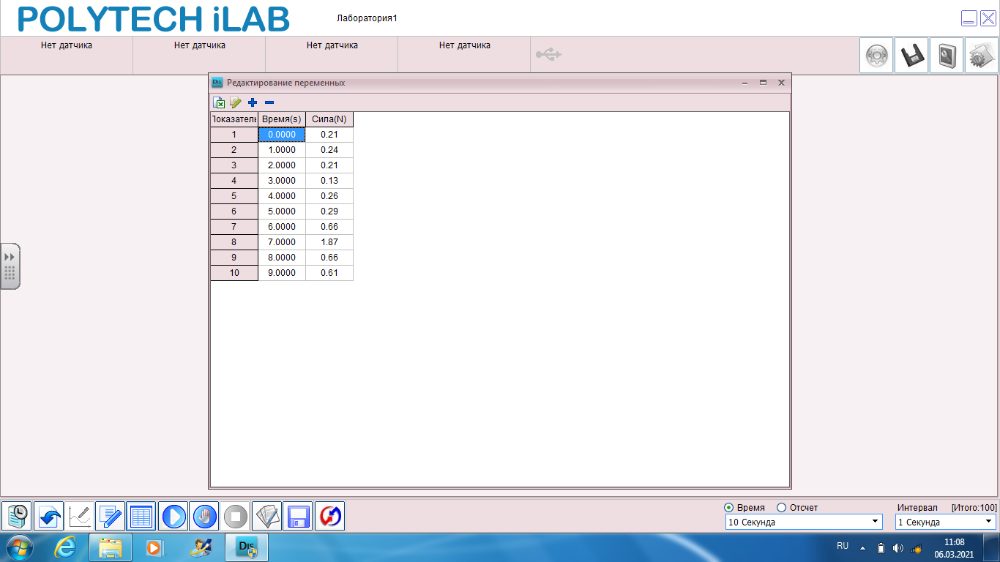 POLYTECH iLAB
Лаборатория1
Нет датчика Нет датчика Нет датчика Нет датчика
Dis Редактирование переменных
Показатель Время(s) Сила(N)
1 0.0000 0.21
2 1.0000 0.24
3 2.0000 0.21
4 3.0000 0.13
5 4.0000 0.26
6 5.0000 0.29
7 6.0000 0.66
8 7.0000 1.87
9 8.0000 0.66
10 9.0000 0.61
Время Отсчет Интервал [Итого:100]
10 Секунда 1 Секунда
Dis RU 11:08
06.03.2021